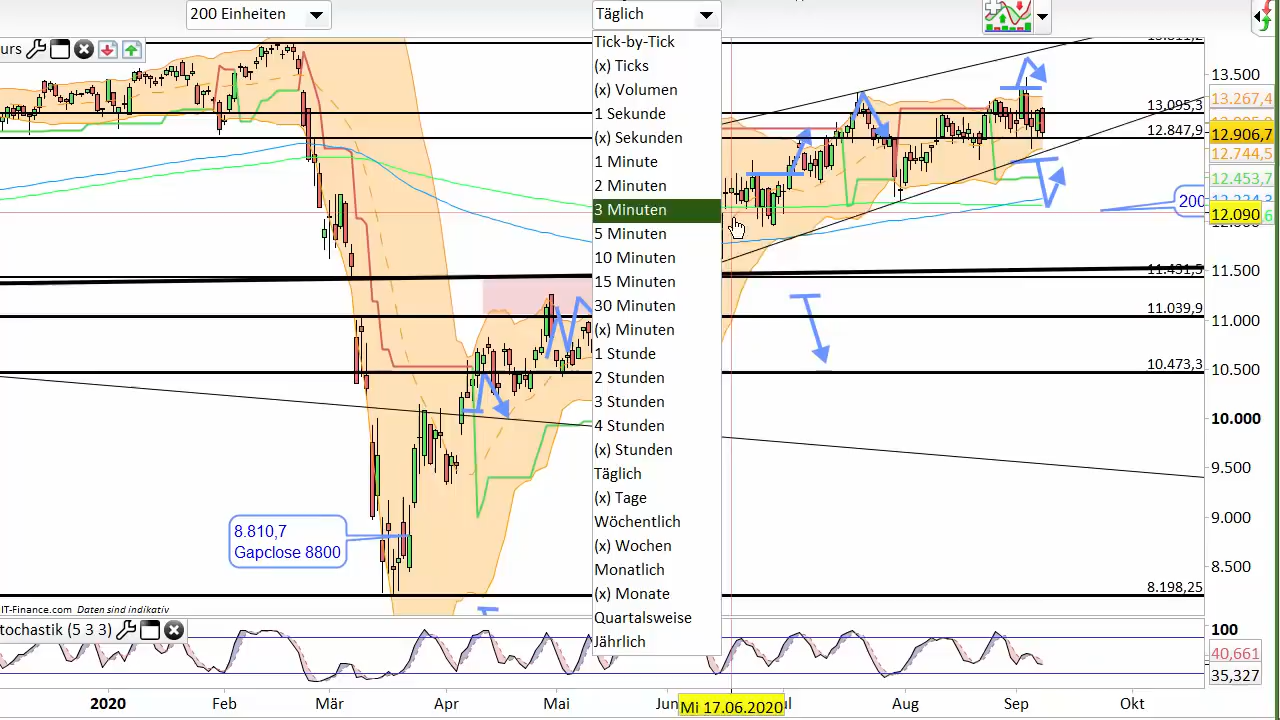 200 Einheiten
Täglich
urs
Tick-by-Tick
(x) Ticks
(x) Volumen
1 Sekunde
(x) Sekunden
1 Minute
2 Minuten
3 Minuten
5 Minuten
10 Minuten
15 Minuten
30 Minuten
(x) Minuten
1 Stunde
2 Stunden
3 Stunden
4 Stunden
(x) Stunden
Täglich
(x) Tage
Wöchentlich
(x) Wochen
Monatlich
(x) Monate
Quartalsweise
Jährlich
13.095,3
12.847,9
200
11.431,5
11.039,9
10.473,3
8.198,25
13.500
13.267,4
12.906,7
12.744,5
12.453,7
12.090
11.500
11.000
10.500
10.000
9.500
9.000
8.500
8.810,7
Gapclose 8800
IT-Finance.com Daten sind indikativ
tochastik (5 3 3)
100
40,661
35,327
2020
Feb
Mär
Apr
Mai
Jun
Mi 17.06.2020
Jul
Aug
Sep
Okt